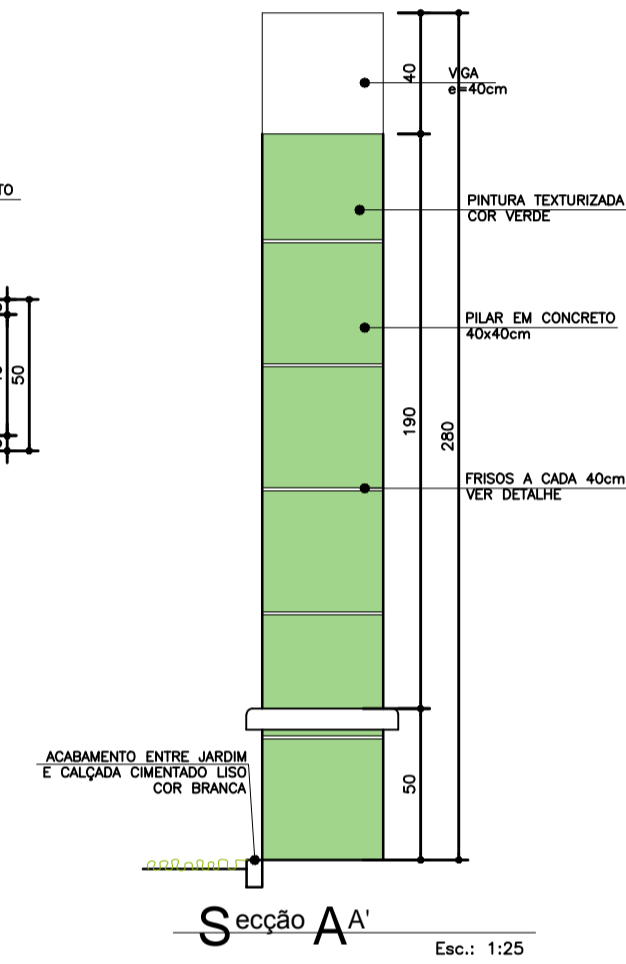 40
VIGA
e=40cm
TO
PINTURA TEXTURIZADA
COR VERDE
PILAR EM CONCRETO
40x40cm
50
190
280
FRISOS A CADA 40cm
VER DETALHE
ACABAMENTO ENTRE JARDIM
E CALÇADA CIMENTADO LISO
COR BRANCA
50
Secção AA'
Esc.: 1:25